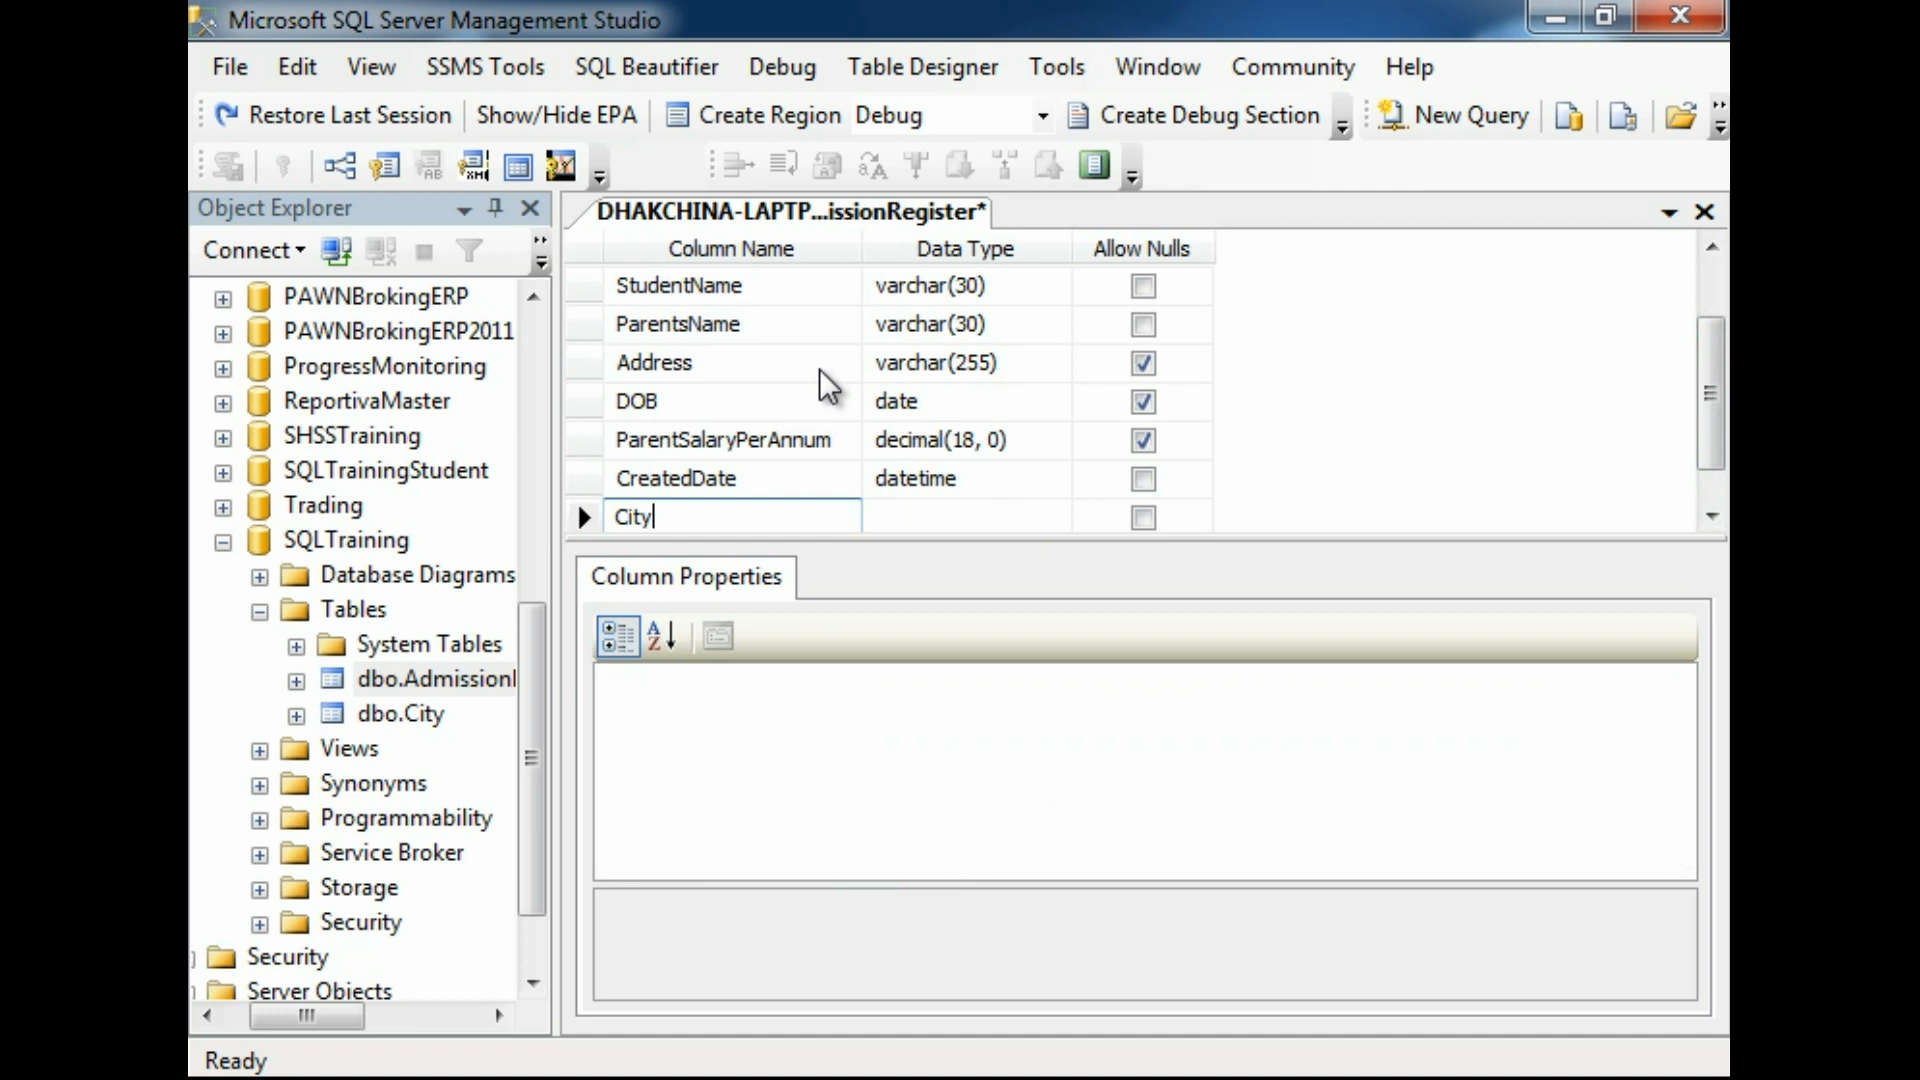 Microsoft SQL Server Management Studio
File Edit View SSMS Tools SQL Beautifier Debug Table Designer Tools Window Community Help
Restore Last Session Show/Hide EPA Create Region Debug Create Debug Section New Query
Object Explorer
Connect
PAWNBrokingERP
PAWNBrokingERP2011
ProgressMonitoring
ReportivaMaster
SHSSTraining
SQLTrainingStudent
Trading
SQLTraining
Database Diagrams
Tables
System Tables
dbo.Admission
dbo.City
Views
Synonyms
Programmability
Service Broker
Storage
Security
Security
Server Objects
DHAKCHINA-LAPTP...issionRegister*
Column Name Data Type Allow Nulls
StudentName varchar(30)
ParentsName varchar(30)
Address varchar(255)
DOB date
ParentSalaryPerAnnum decimal(18, 0)
CreatedDate datetime
City
Column Properties
Ready